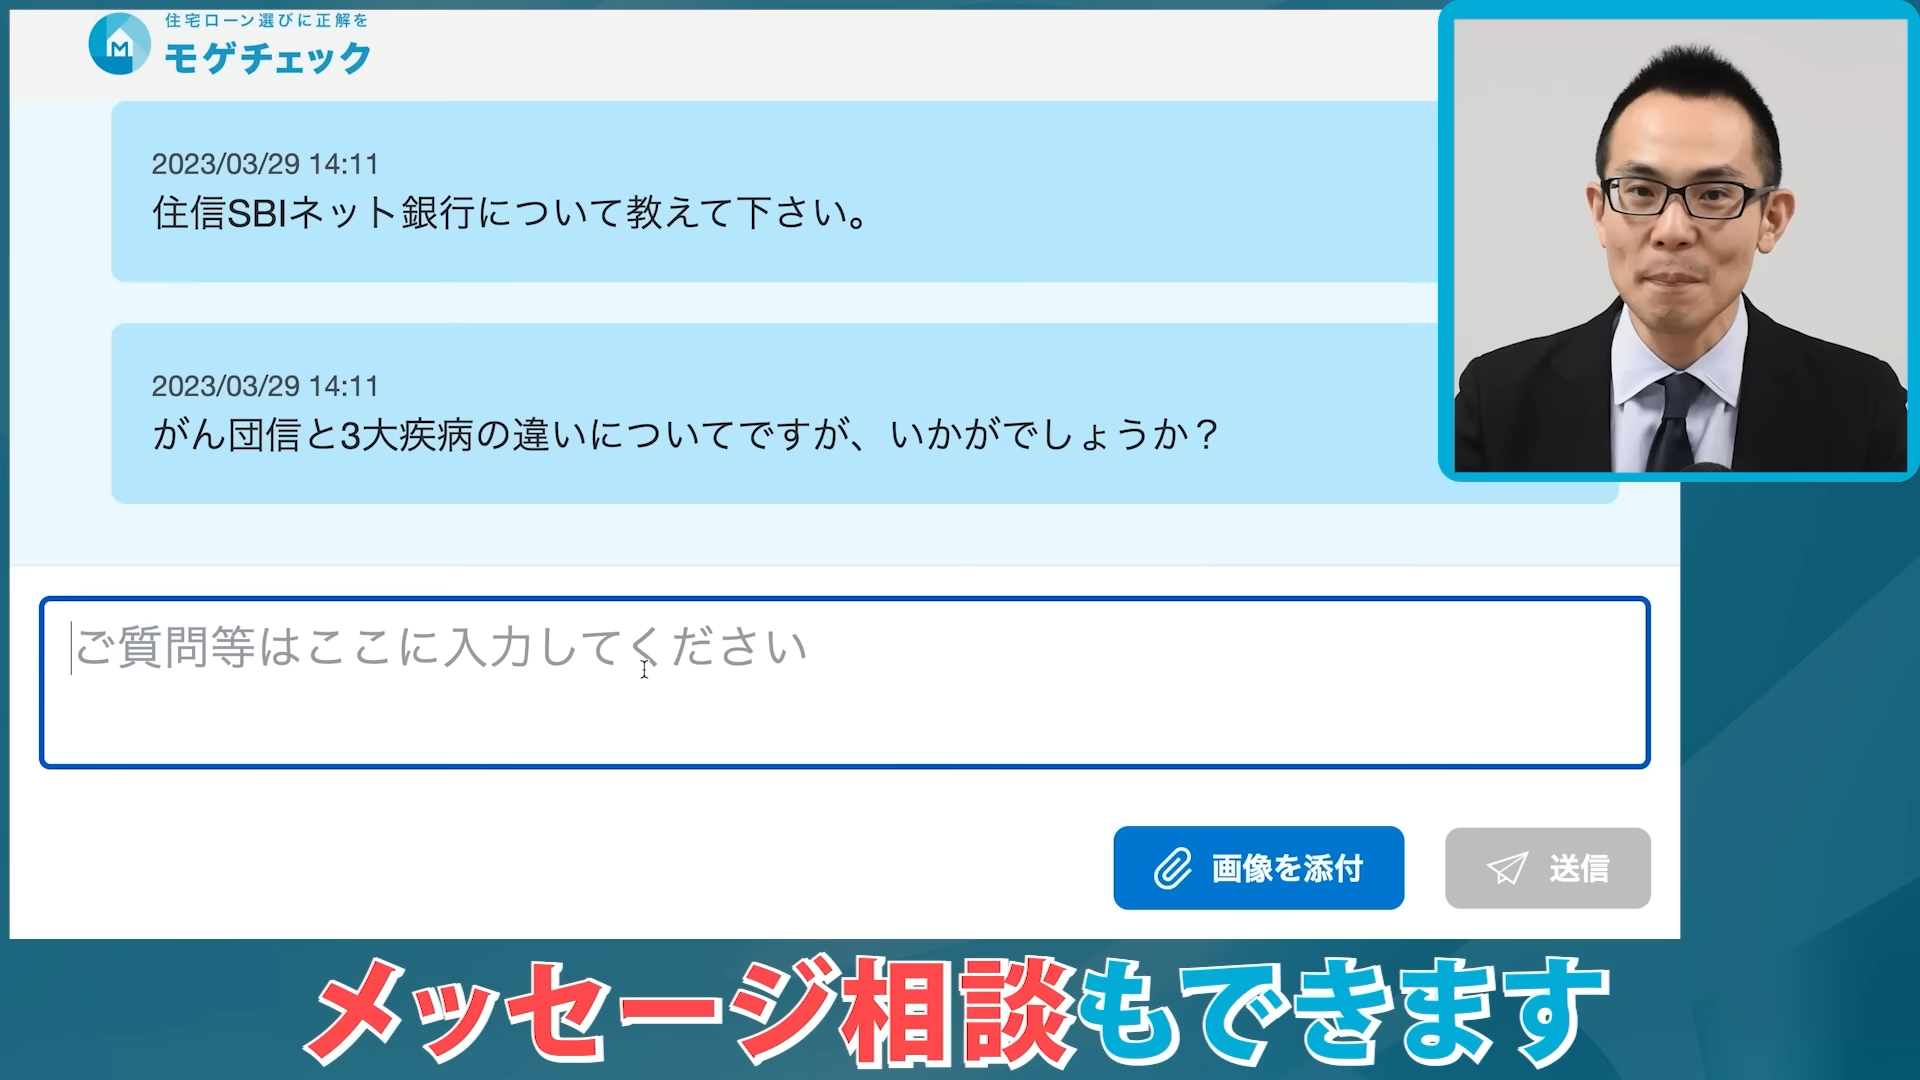 住宅ローン選びに正解を
モゲチェック
2023/03/29 14:11
住信SBIネット銀行について教えて下さい。
2023/03/29 14:11
がん団信と3大疾病の違いについてですが、いかがでしょうか？
ご質問等はここに入力してください
画像を添付
送信
メッセージ相談もできます